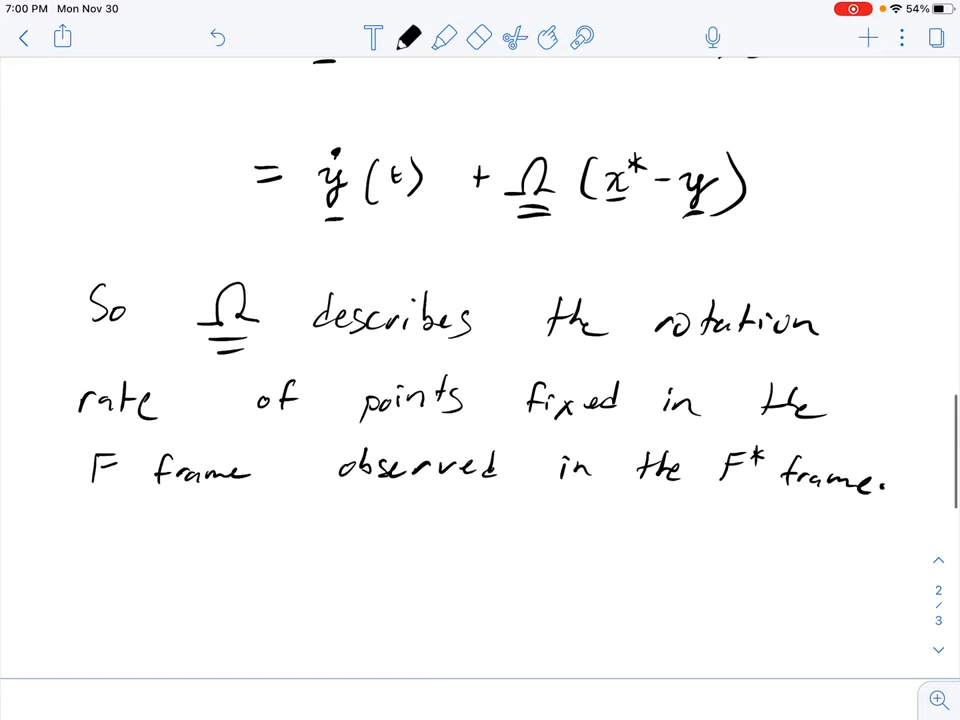 7:00 PM Mon Nov 30
54%
= ẏ(t) + Ω (x* - y)
So Ω describes the rotation
rate of points fixed in the
F frame observed in the F* frame.
2
/
3